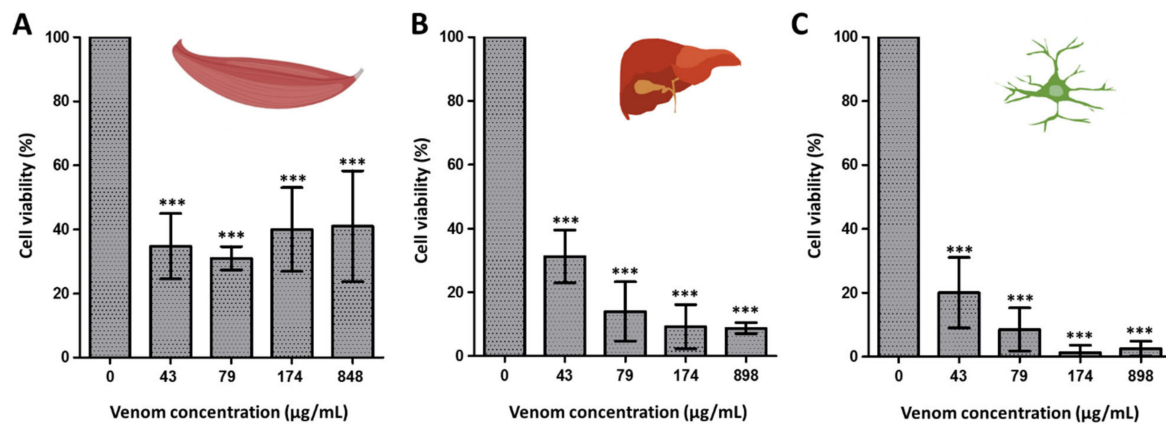 A
Cell viability (%)
100
80
60
40
20
0
***
***
***
***
0 43 79 174 848
Venom concentration (µg/mL)
B
Cell viability (%)
100
80
60
40
20
0
***
***
***
***
0 43 79 174 898
Venom concentration (µg/mL)
C
Cell viability (%)
100
80
60
40
20
0
***
***
***
***
0 43 79 174 898
Venom concentration (µg/mL)